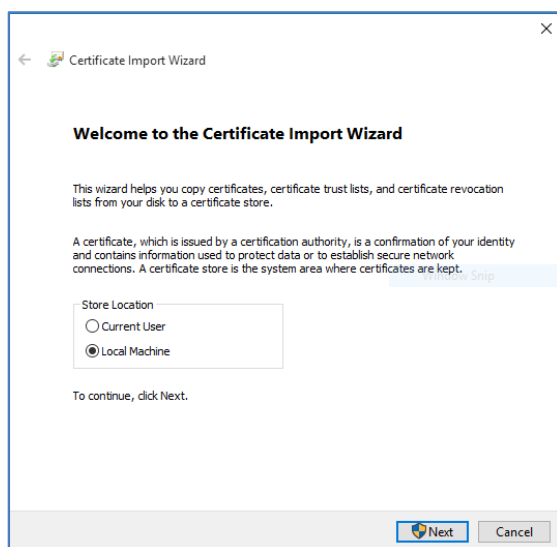 Certificate Import Wizard
Welcome to the Certificate Import Wizard
This wizard helps you copy certificates, certificate trust lists, and certificate revocation
lists from your disk to a certificate store.
A certificate, which is issued by a certification authority, is a confirmation of your identity
and contains information used to protect data or to establish secure network
connections. A certificate store is the system area where certificates are kept.
Window Snip
Store Location
Current User
Local Machine
To continue, click Next.
Next Cancel